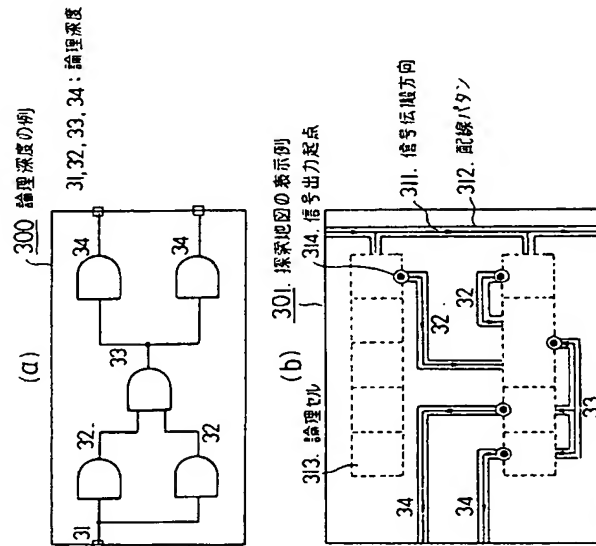 (a)
300 論理深度の例
31
32
32
33
34
34
31, 32, 33, 34 : 論理深度
(b)
301. 探索地図の表示例
314. 信号出力起点
311. 信号伝搬方向
312. 配線パタン
313. 論理セル
32
32
34
34
33